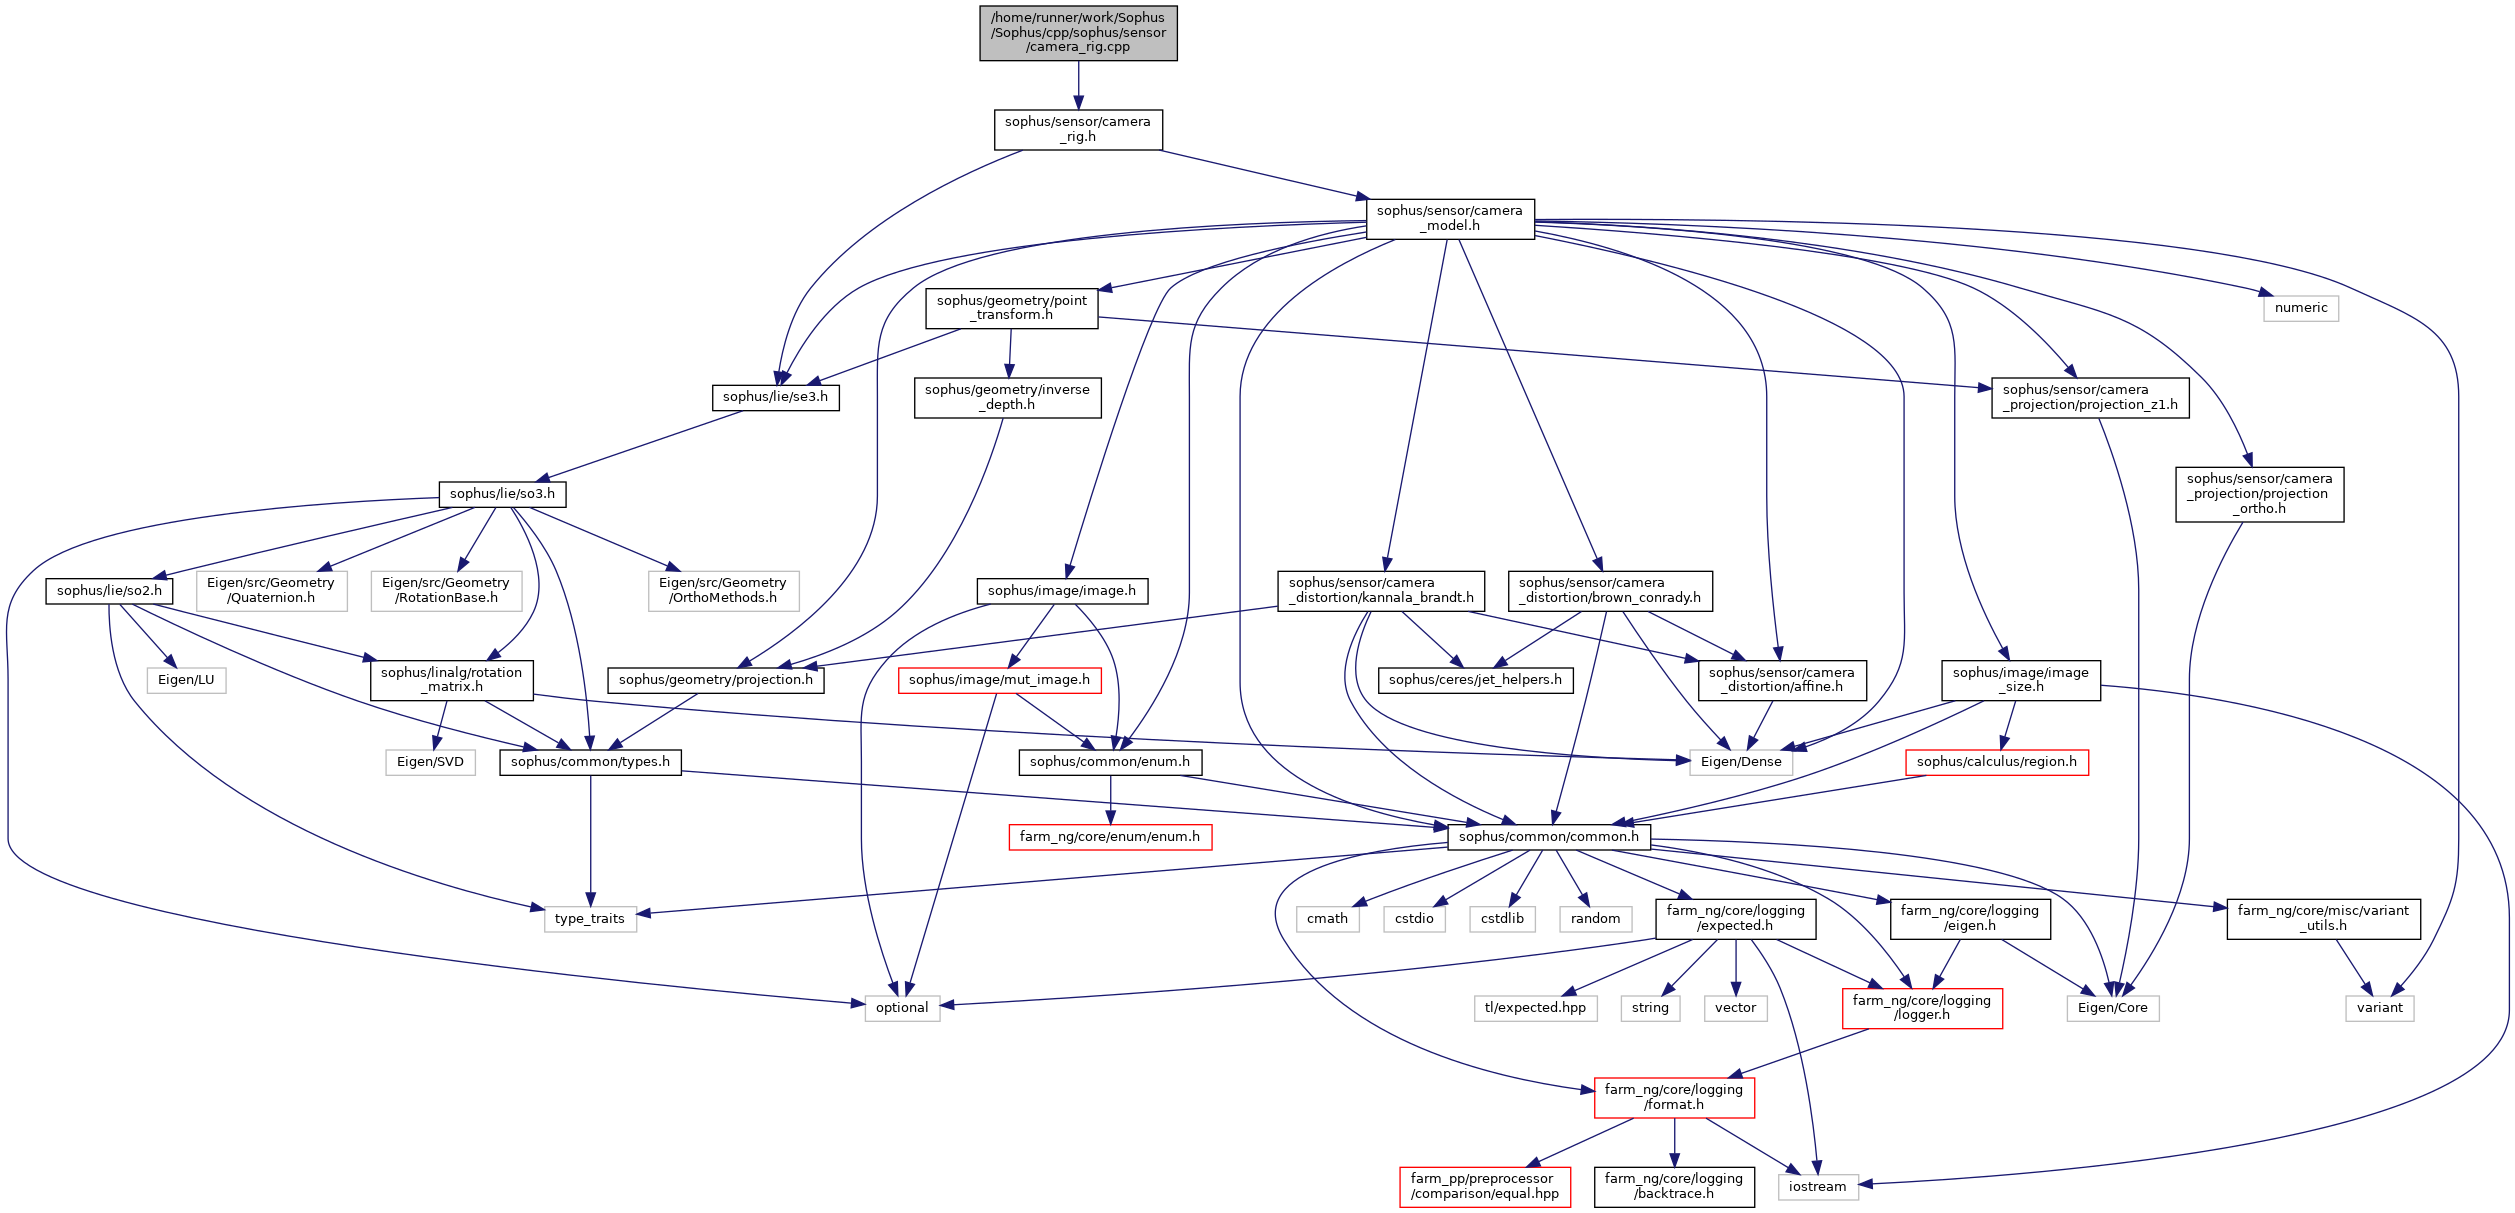 /home/runner/work/Sophus
/Sophus/cpp/sophus/sensor
/camera_rig.cpp
sophus/sensor/camera
_rig.h
sophus/sensor/camera
_model.h
sophus/geometry/point
_transform.h
numeric
sophus/lie/se3.h
sophus/geometry/inverse
_depth.h
sophus/sensor/camera
_projection/projection_z1.h
sophus/lie/so3.h
sophus/sensor/camera
_projection/projection
_ortho.h
sophus/lie/so2.h
Eigen/src/Geometry
/Quaternion.h
Eigen/src/Geometry
/RotationBase.h
Eigen/src/Geometry
/OrthoMethods.h
sophus/image/image.h
sophus/sensor/camera
_distortion/kannala_brandt.h
sophus/sensor/camera
_distortion/brown_conrady.h
Eigen/LU
sophus/linalg/rotation
_matrix.h
sophus/geometry/projection.h
sophus/image/mut_image.h
sophus/ceres/jet_helpers.h
sophus/sensor/camera
_distortion/affine.h
sophus/image/image
_size.h
Eigen/SVD
sophus/common/types.h
sophus/common/enum.h
Eigen/Dense
sophus/calculus/region.h
farm_ng/core/enum/enum.h
sophus/common/common.h
type_traits
cmath
cstdio
cstdlib
random
farm_ng/core/logging
/expected.h
farm_ng/core/logging
/eigen.h
farm_ng/core/misc/variant
_utils.h
optional
tl/expected.hpp
string
vector
farm_ng/core/logging
/logger.h
Eigen/Core
variant
farm_ng/core/logging
/format.h
farm_pp/preprocessor
/comparison/equal.hpp
farm_ng/core/logging
/backtrace.h
iostream